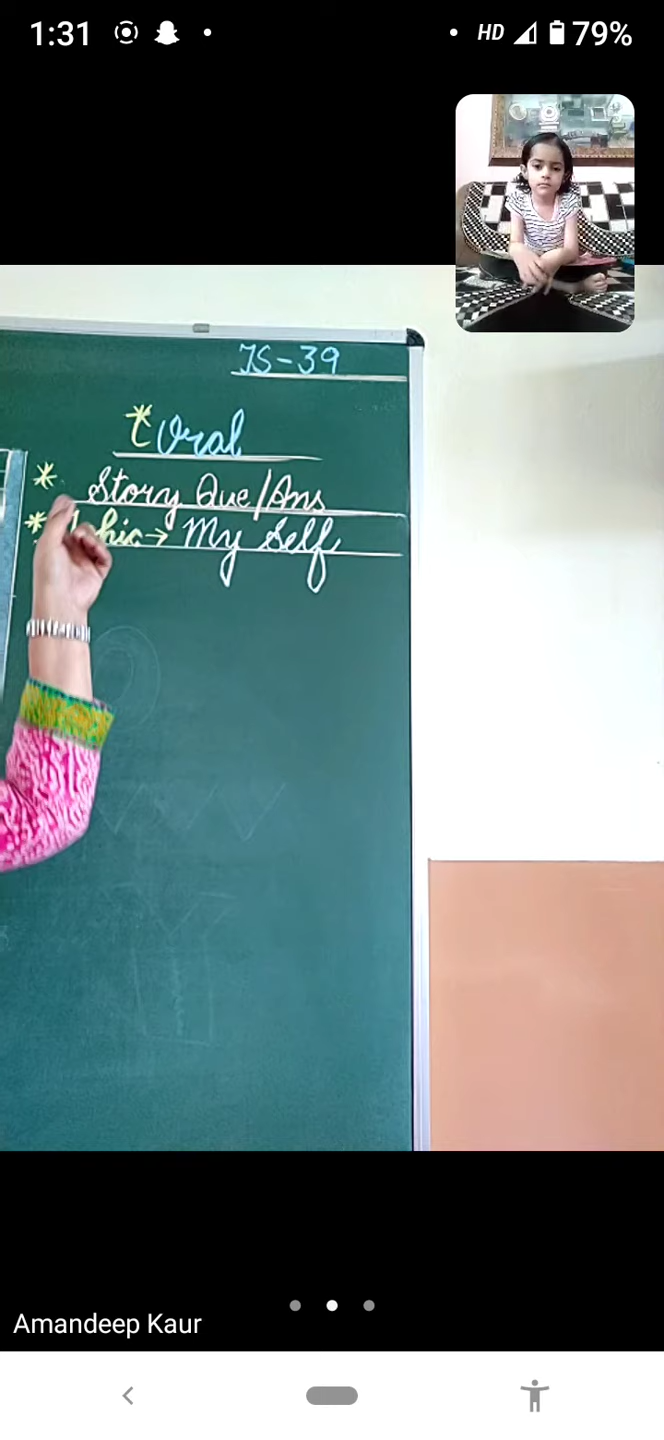 1:31 HD 79%
TS-39
Oral
* Story Que/Ans
* → My Self
Amandeep Kaur